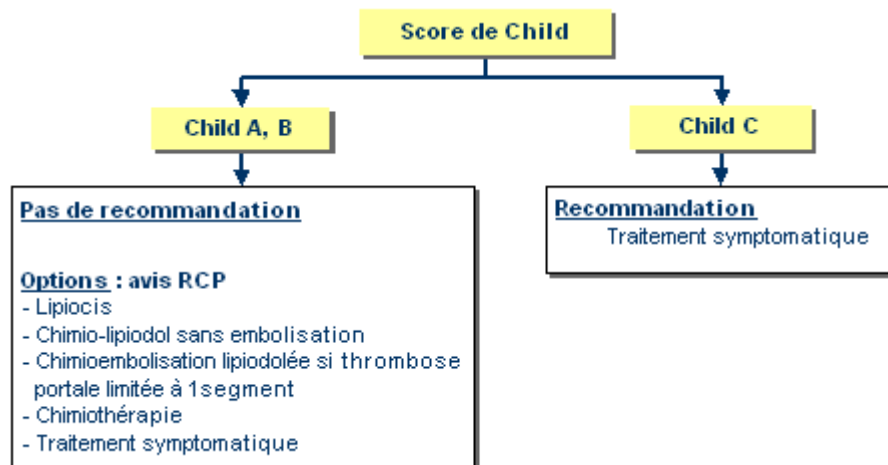 Score de Child
Child A, B
Child C
Pas de recommandation
Options : avis RCP
- Lipiocis
- Chimio-lipiodol sans embolisation
- Chimioembolisation lipiodolée si thrombose
portale limitée à 1segment
- Chimiothérapie
- Traitement symptomatique
Recommandation
Traitement symptomatique